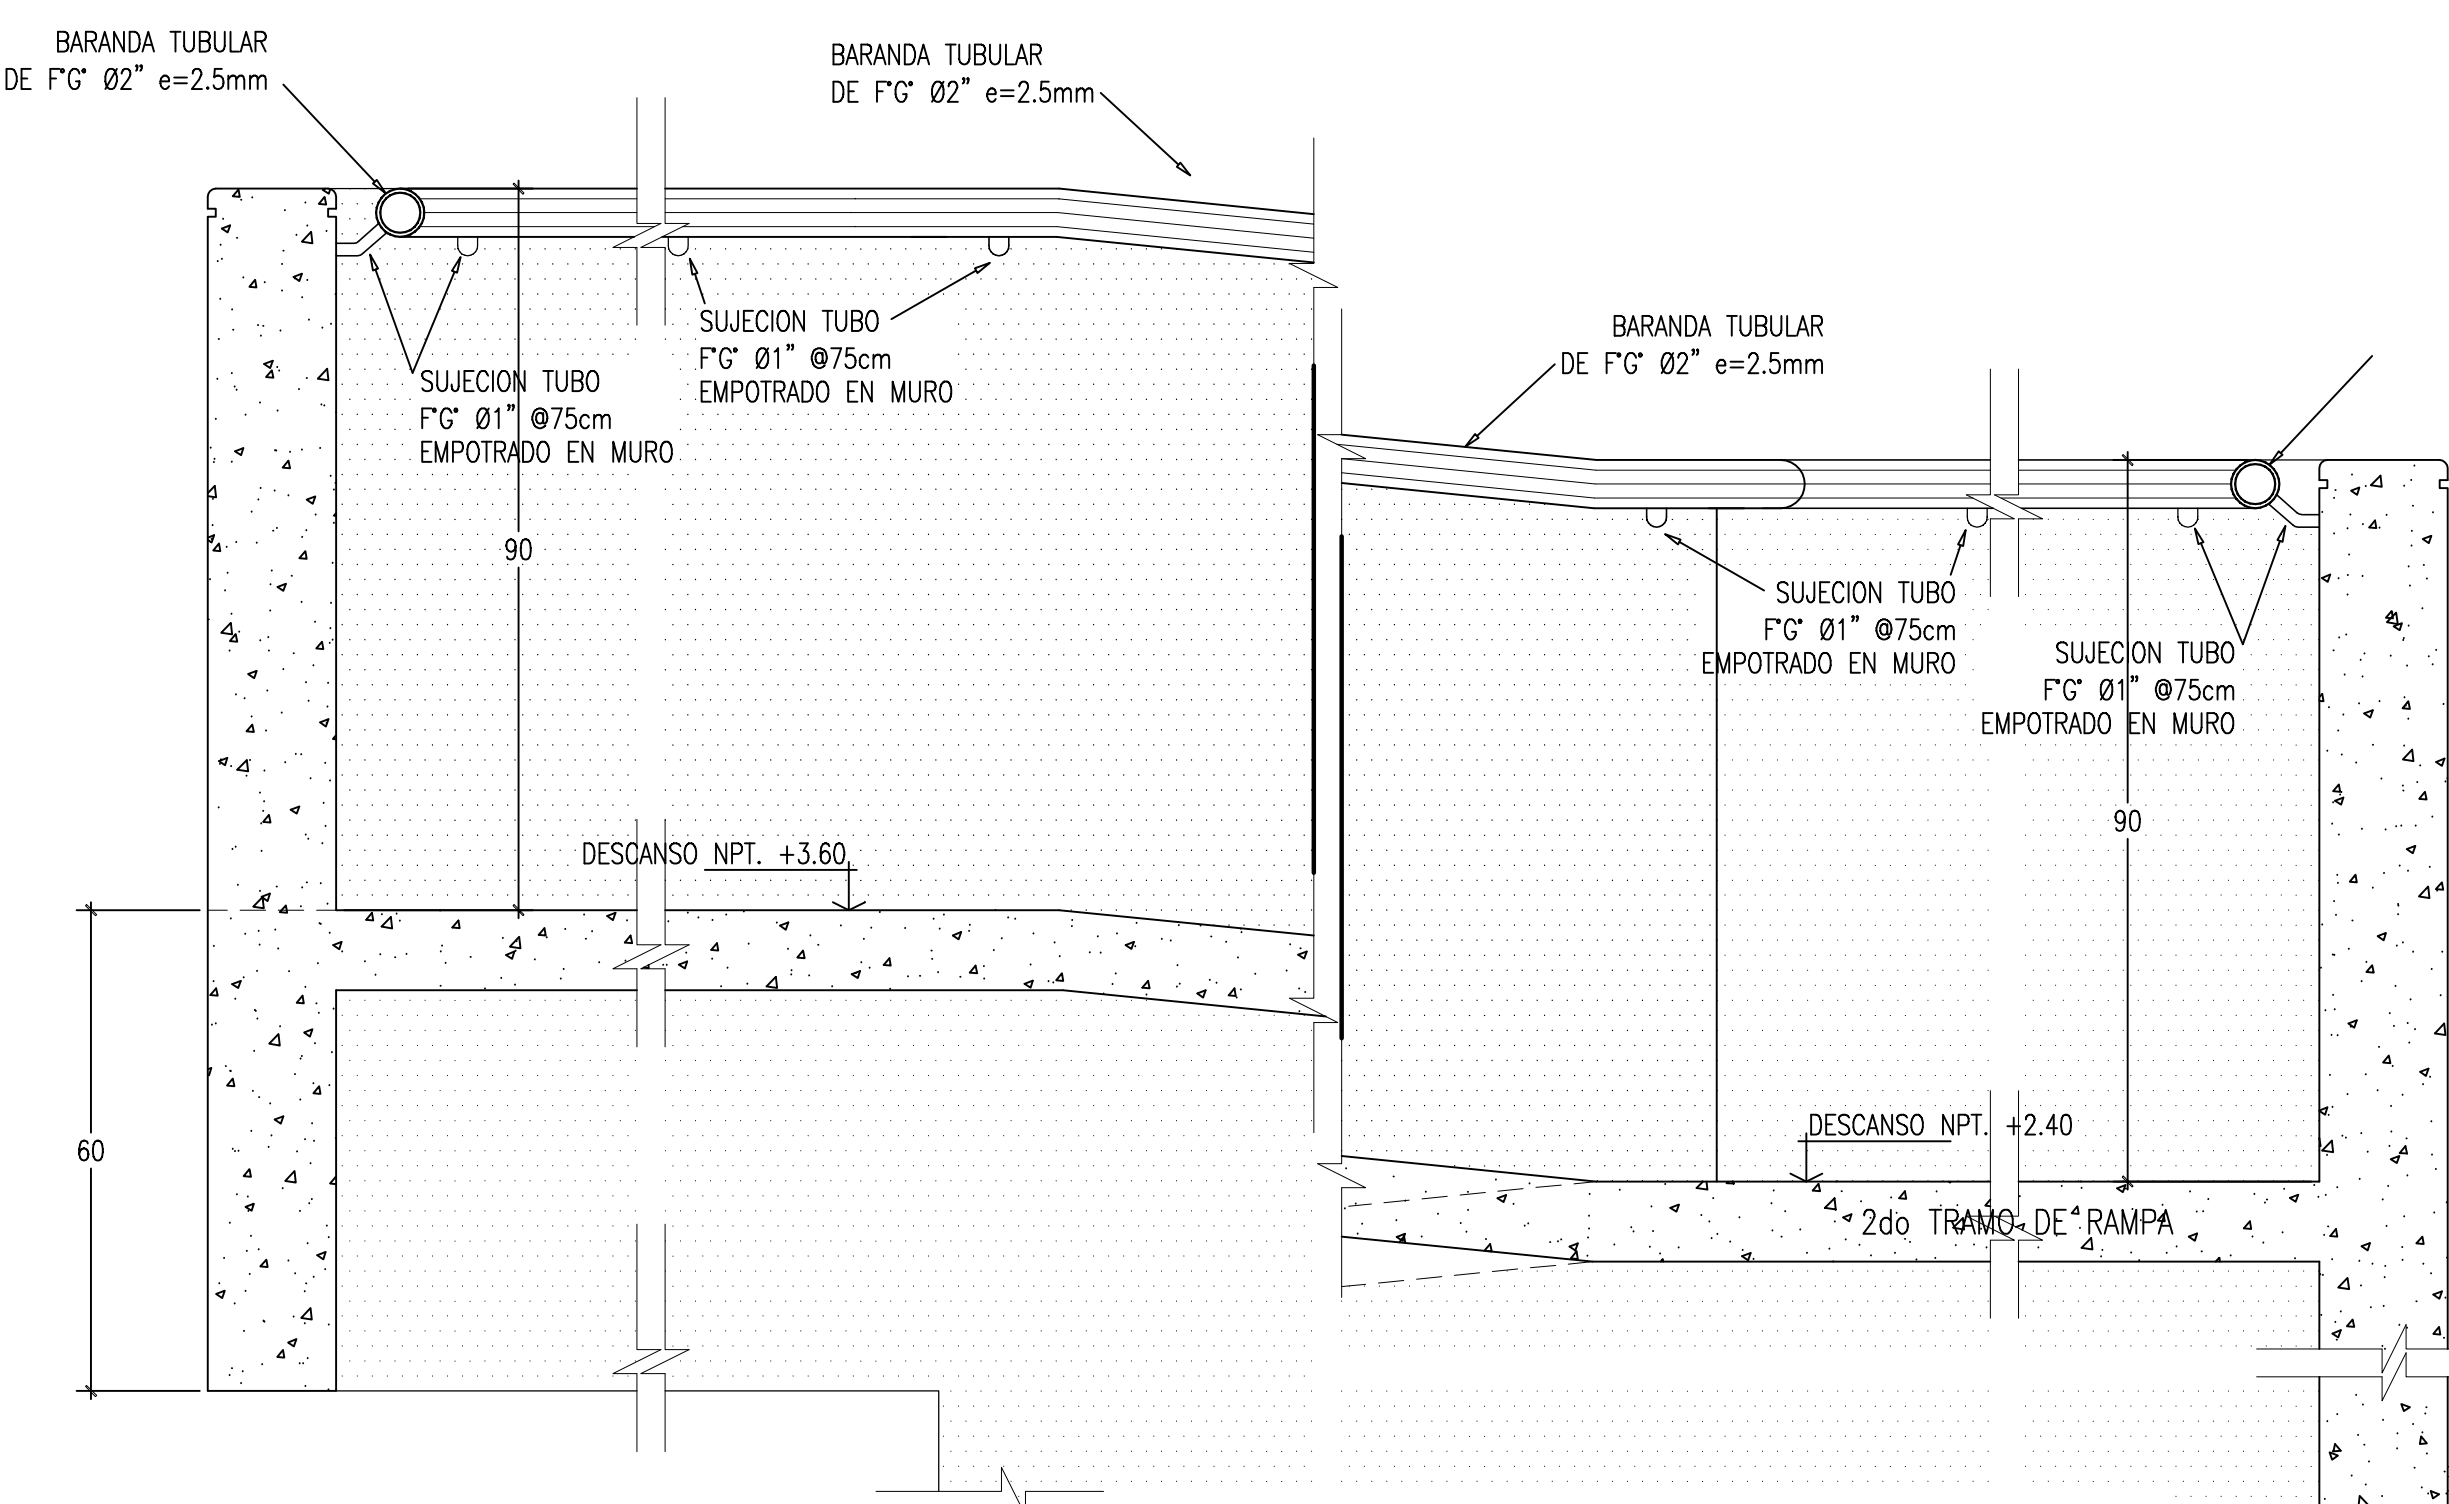 BARANDA TUBULAR
DE F°G° Ø2" e=2.5mm
BARANDA TUBULAR
DE F°G° Ø2" e=2.5mm
SUJECION TUBO
F°G° Ø1" @75cm
EMPOTRADO EN MURO
SUJECION TUBO
F°G° Ø1" @75cm
EMPOTRADO EN MURO
90
DESCANSO NPT. +3.60
60
BARANDA TUBULAR
DE F°G° Ø2" e=2.5mm
SUJECION TUBO
F°G° Ø1" @75cm
EMPOTRADO EN MURO
SUJECION TUBO
F°G° Ø1" @75cm
EMPOTRADO EN MURO
90
DESCANSO NPT. +2.40
2do TRAMO DE RAMPA